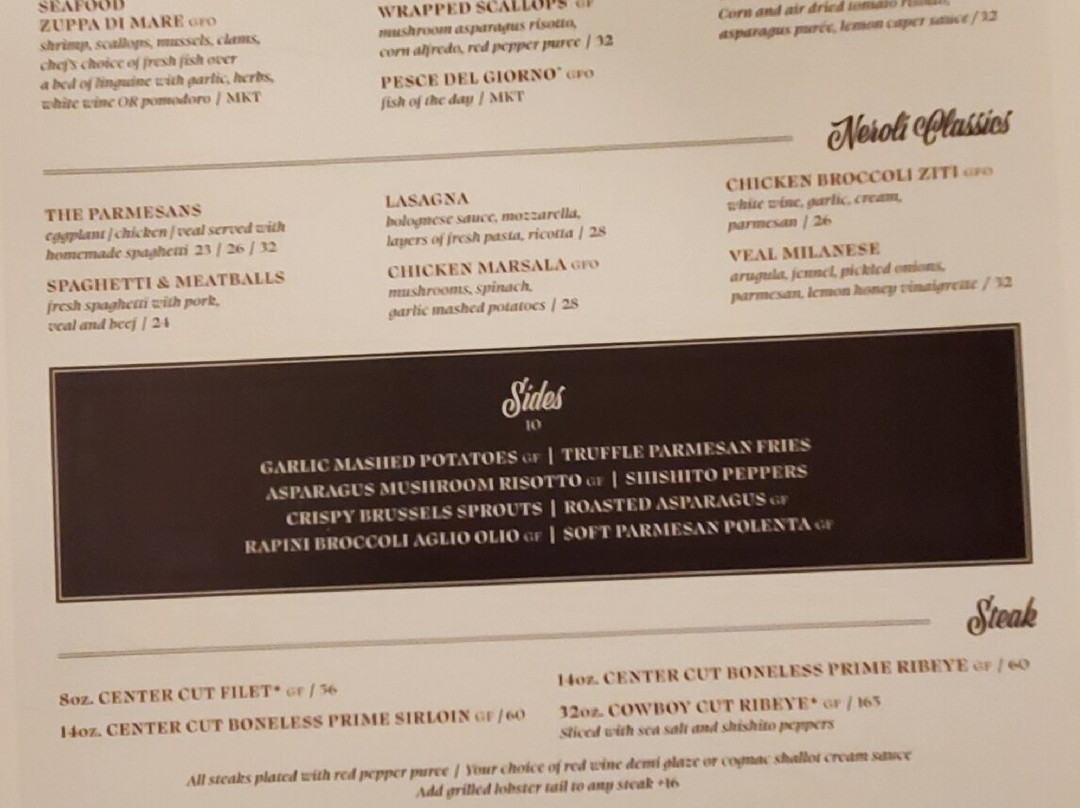 SEAFOOD
ZUPPA DI MARE GFO
shrimp, scallops, mussels, clams,
chef's choice of fresh fish over
a bed of linguine with garlic, herbs,
white wine OR pomodoro / MKT
WRAPPED SCALLOPS GF
mushroom asparagus risotto,
corn alfredo, red pepper puree / 32
PESCE DEL GIORNO* GFO
fish of the day / MKT
Corn and air dried tomato risotto,
asparagus purée, lemon caper sauce / 32
Neroli Classics
THE PARMESANS
eggplant / chicken / veal served with
homemade spaghetti 23 / 26 / 32
SPAGHETTI & MEATBALLS
fresh spaghetti with pork,
veal and beef / 24
LASAGNA
bolognese sauce, mozzarella,
layers of fresh pasta, ricotta / 28
CHICKEN MARSALA GFO
mushrooms, spinach,
garlic mashed potatoes / 28
CHICKEN BROCCOLI ZITI GFO
white wine, garlic, cream,
parmesan / 26
VEAL MILANESE
arugula, fennel, pickled onions,
parmesan, lemon honey vinaigrette / 32
Sides
10
GARLIC MASHED POTATOES GF | TRUFFLE PARMESAN FRIES
ASPARAGUS MUSHROOM RISOTTO GF | SHISHITO PEPPERS
CRISPY BRUSSELS SPROUTS | ROASTED ASPARAGUS GF
RAPINI BROCCOLI AGLIO OLIO GF | SOFT PARMESAN POLENTA GF
Steak
8oz. CENTER CUT FILET* GF / 56
14oz. CENTER CUT BONELESS PRIME SIRLOIN GF / 60
14oz. CENTER CUT BONELESS PRIME RIBEYE GF / 60
32oz. COWBOY CUT RIBEYE* GF / 165
Sliced with sea salt and shishito peppers
All steaks plated with red pepper puree / Your choice of red wine demi glaze or cognac shallot cream sauce
Add grilled lobster tail to any steak +16